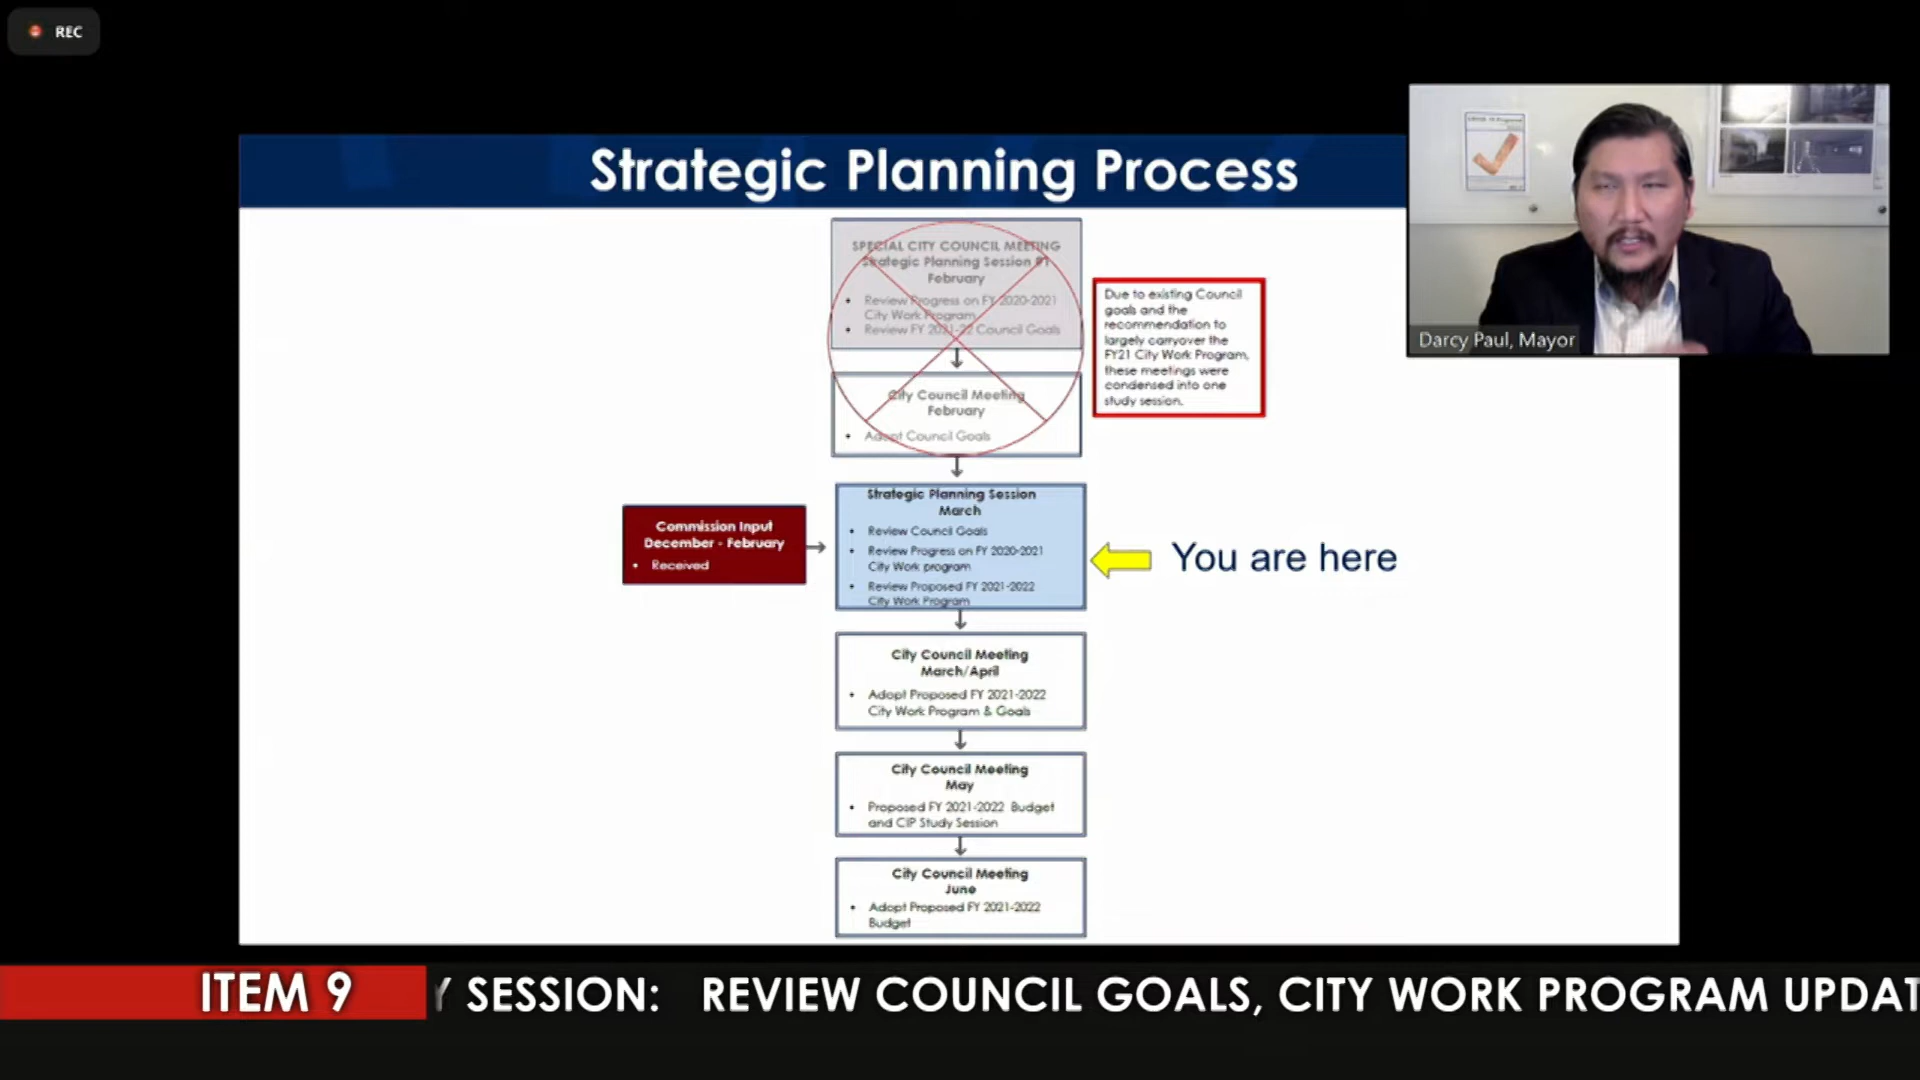 REC
Strategic Planning Process
SPECIAL CITY COUNCIL MEETING
Strategic Planning Session #1
February
• Review Progress on FY 2020-2021
City Work Program
• Review FY 2021-22 Council Goals
City Council Meeting
February
• Adopt Council Goals
Due to existing Council
goals and the
recommendation to
largely carryover the
FY21 City Work Program,
these meetings were
condensed into one
study session.
Darcy Paul, Mayor
Commission Input
December - February
• Received
Strategic Planning Session
March
• Review Council Goals
• Review Progress on FY 2020-2021
City Work program
• Review Proposed FY 2021-2022
City Work Program
You are here
City Council Meeting
March/April
• Adopt Proposed FY 2021-2022
City Work Program & Goals
City Council Meeting
May
• Proposed FY 2021-2022 Budget
and CIP Study Session
City Council Meeting
June
• Adopt Proposed FY 2021-2022
Budget
ITEM 9
Y SESSION: REVIEW COUNCIL GOALS, CITY WORK PROGRAM UPDAT